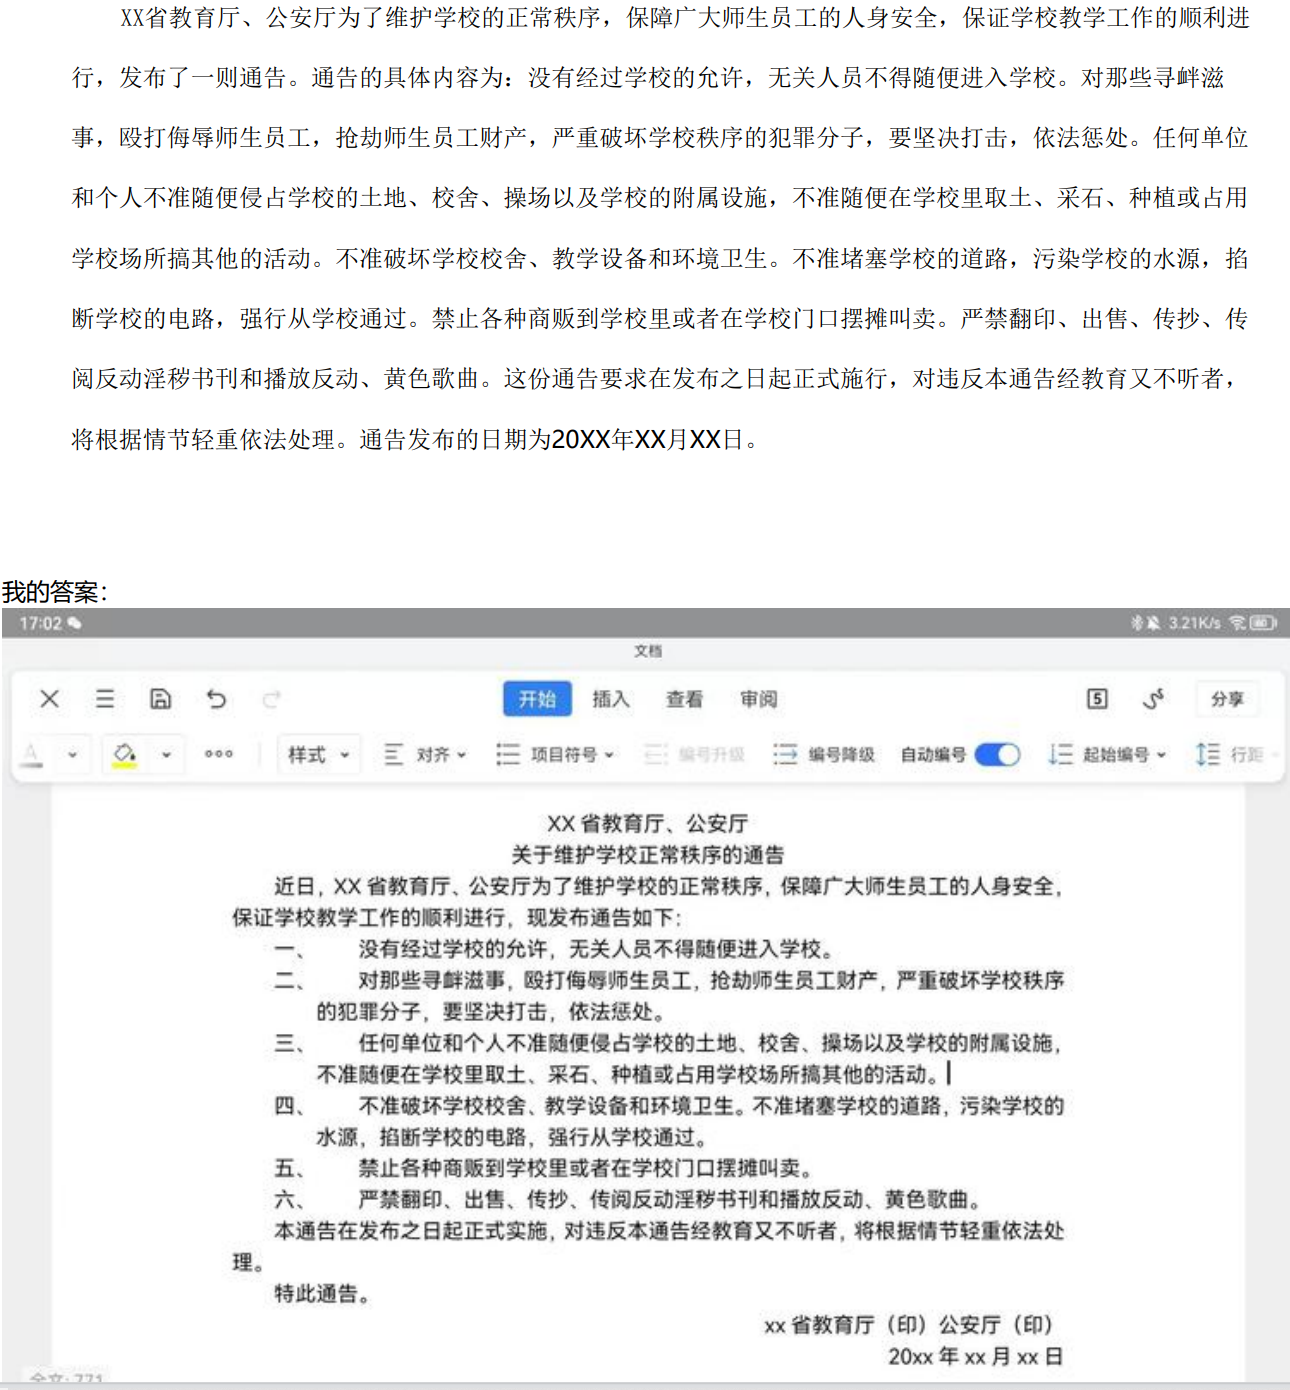 XX省教育厅、公安厅为了维护学校的正常秩序，保障广大师生员工的人身安全，保证学校教学工作的顺利进
行，发布了一则通告。通告的具体内容为：没有经过学校的允许，无关人员不得随便进入学校。对那些寻衅滋
事，殴打侮辱师生员工，抢劫师生员工财产，严重破坏学校秩序的犯罪分子，要坚决打击，依法惩处。任何单位
和个人不准随便侵占学校的土地、校舍、操场以及学校的附属设施，不准随便在学校里取土、采石、种植或占用
学校场所搞其他的活动。不准破坏学校校舍、教学设备和环境卫生。不准堵塞学校的道路，污染学校的水源，掐
断学校的电路，强行从学校通过。禁止各种商贩到学校里或者在学校门口摆摊叫卖。严禁翻印、出售、传抄、传
阅反动淫秽书刊和播放反动、黄色歌曲。这份通告要求在发布之日起正式施行，对违反本通告经教育又不听者，
将根据情节轻重依法处理。通告发布的日期为20XX年XX月XX日。
我的答案：
17:02 3.21K/s 80
文档
开始 插入 查看 审阅 5 分享
A 样式 对齐 项目符号 编号升级 编号降级 自动编号 起始编号 行距
XX 省教育厅、公安厅
关于维护学校正常秩序的通告
近日，XX 省教育厅、公安厅为了维护学校的正常秩序，保障广大师生员工的人身安全，
保证学校教学工作的顺利进行，现发布通告如下：
一、 没有经过学校的允许，无关人员不得随便进入学校。
二、 对那些寻衅滋事，殴打侮辱师生员工，抢劫师生员工财产，严重破坏学校秩序
的犯罪分子，要坚决打击，依法惩处。
三、 任何单位和个人不准随便侵占学校的土地、校舍、操场以及学校的附属设施，
不准随便在学校里取土、采石、种植或占用学校场所搞其他的活动。
四、 不准破坏学校校舍、教学设备和环境卫生。不准堵塞学校的道路，污染学校的
水源，掐断学校的电路，强行从学校通过。
五、 禁止各种商贩到学校里或者在学校门口摆摊叫卖。
六、 严禁翻印、出售、传抄、传阅反动淫秽书刊和播放反动、黄色歌曲。
本通告在发布之日起正式实施，对违反本通告经教育又不听者，将根据情节轻重依法处
理。
特此通告。
xx 省教育厅（印）公安厅（印）
20xx 年 xx 月 xx 日
全文: 771